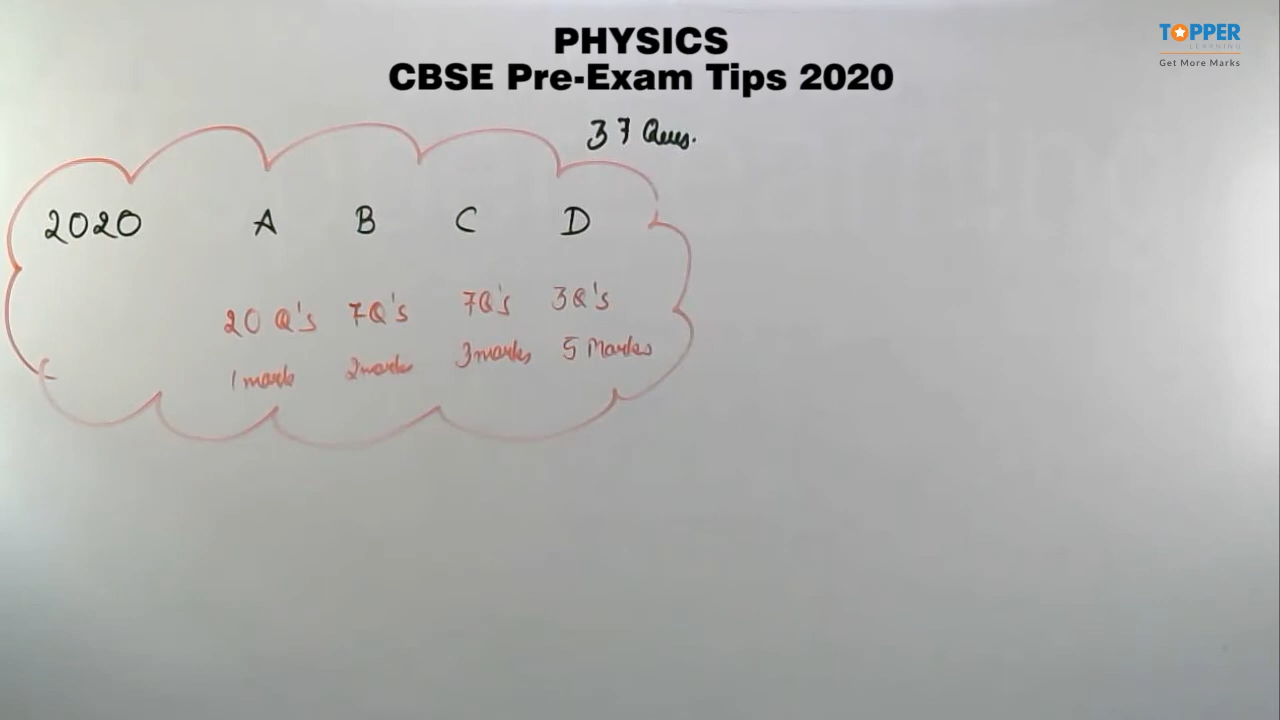 PHYSICS
CBSE Pre-Exam Tips 2020
TOPPER
LEARNING
Get More Marks
37 Ques.
2020 A B C D
20 Q's 7Q's 7Q's 3Q's
1 mark 2 marks 3 marks 5 Marks